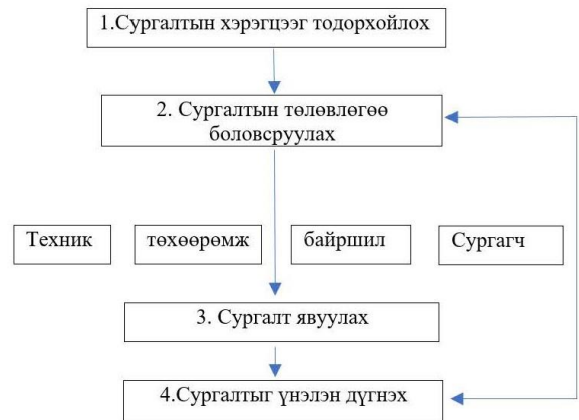 1.Сургалтын хэрэгцээг тодорхойлох
2. Сургалтын төлөвлөгөө
боловсруулах
Техник
төхөөрөмж
байршил
Сургагч
3. Сургалт явуулах
4.Сургалтыг үнэлэн дүгнэх